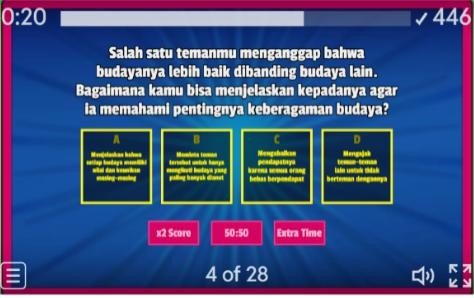 0:20
✓ 446
Salah satu temanmu menganggap bahwa
budayanya lebih baik dibanding budaya lain.
Bagaimana kamu bisa menjelaskan kepadanya agar
ia memahami pentingnya keberagaman budaya?
A
Menjelaskan bahwa
setiap budaya memiliki
nilai dan keunikan
masing-masing
B
Meminta teman
tersebut untuk hanya
mengikuti budaya yang
paling banyak dianut
C
Mengabaikan
pendapatnya
karena semua orang
bebas berpendapat
D
Mengajak
teman-teman
lain untuk tidak
berteman dengannya
x2 Score
50:50
Extra Time
4 of 28